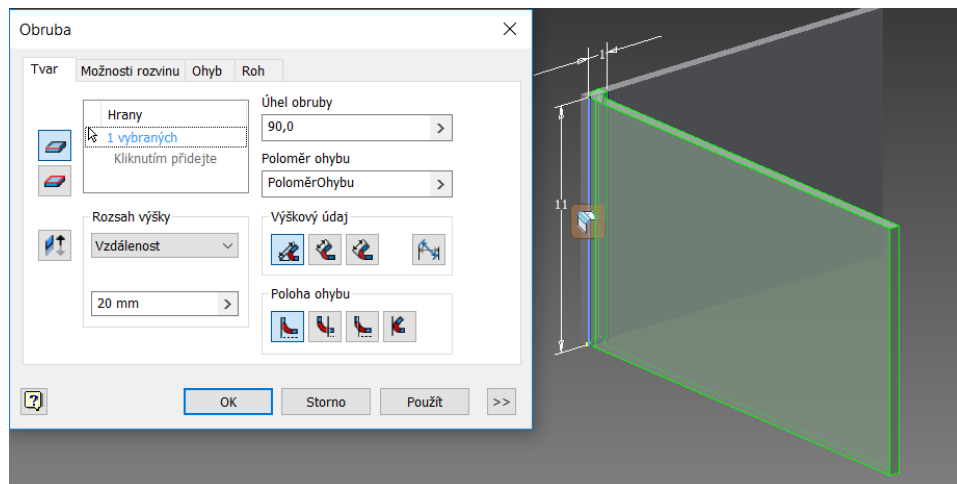 Obruba
Tvar Možnosti rozvinu Ohyb Roh
Hrany
1 vybraných
Kliknutím přidejte
Úhel obruby
90,0
Poloměr ohybu
PoloměrOhybu
Rozsah výšky
Vzdálenost
20 mm
Výškový údaj
Poloha ohybu
OK Storno Použít >>
1
11